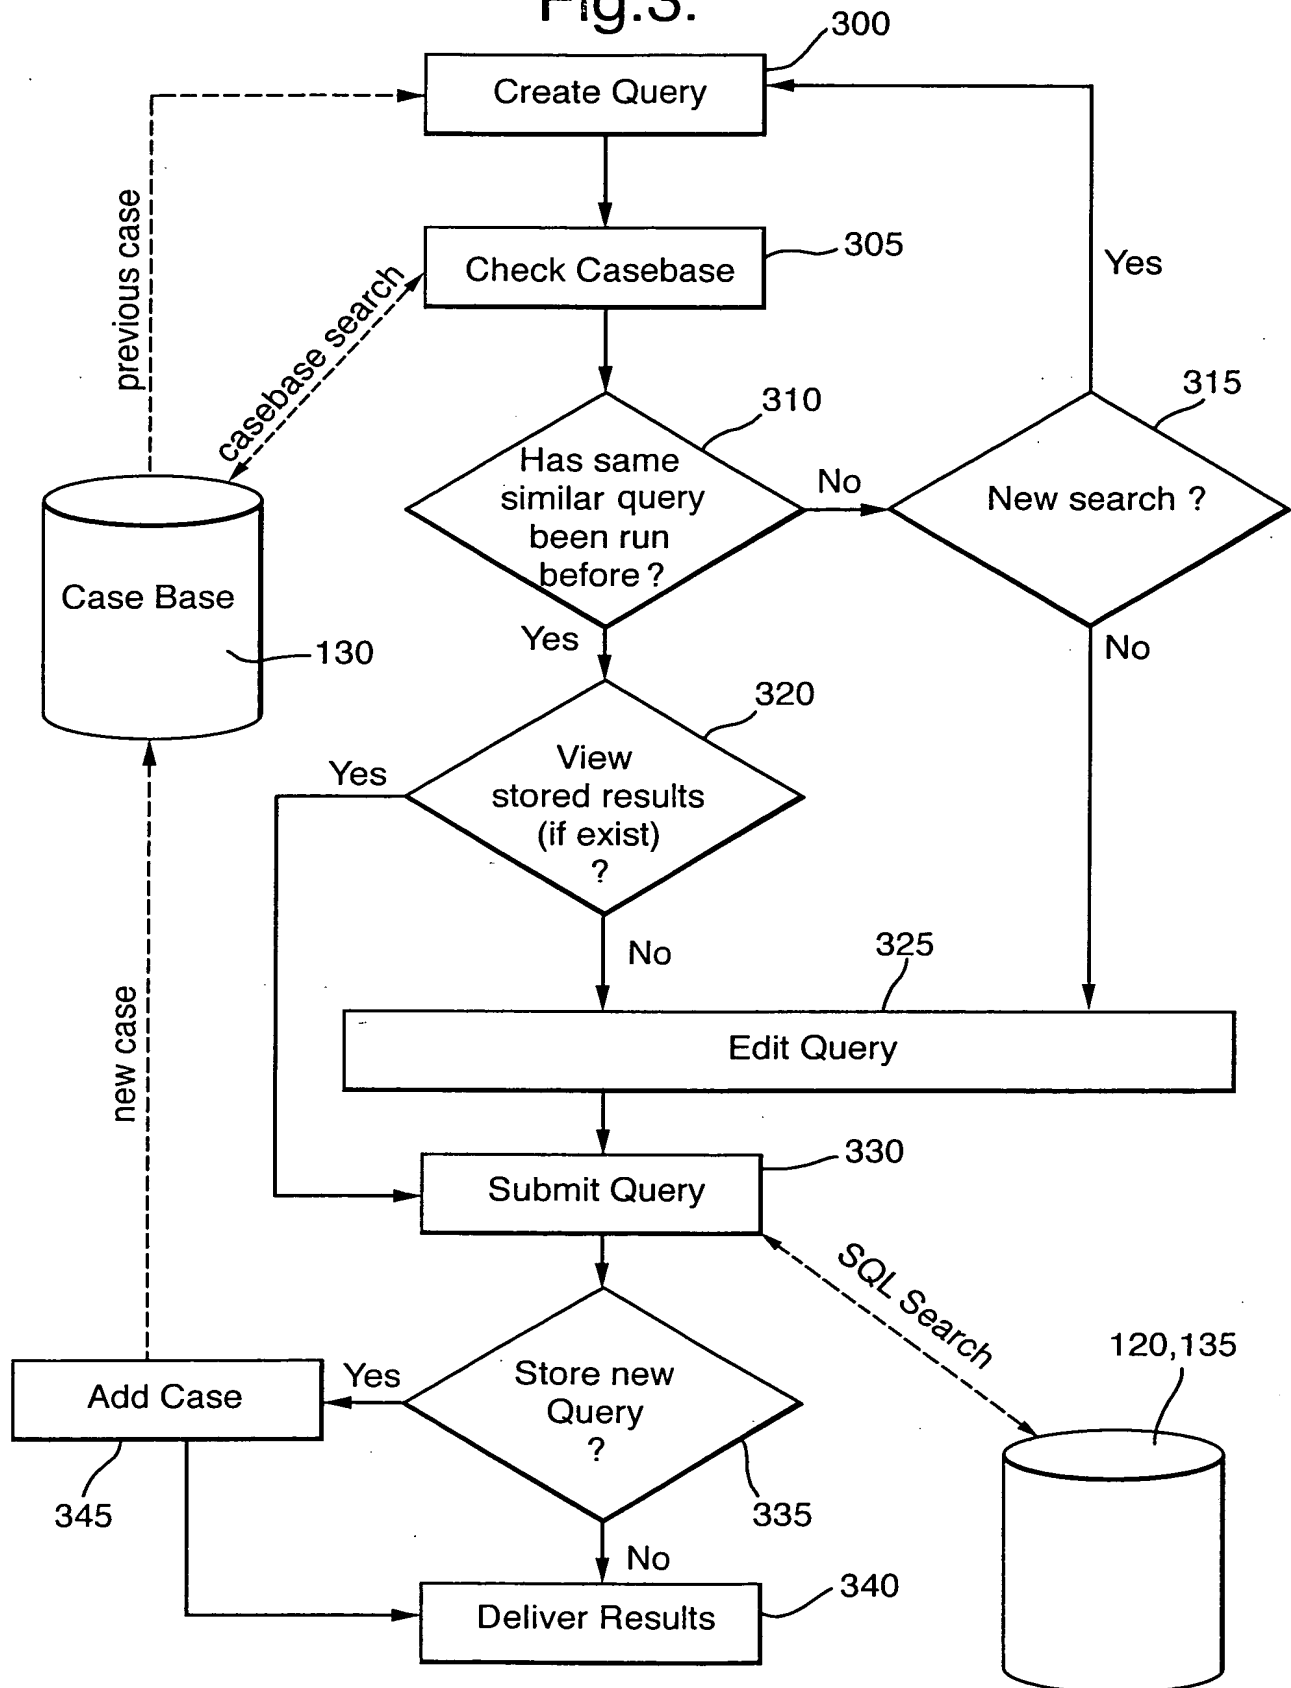 Fig.3.
300
Create Query
previous case
305
Check Casebase
Yes
casebase search
315
310
Has same
similar query
been run
before ?
No
New search ?
Case Base
130
Yes
No
320
View
stored results
(if exist)
?
Yes
No
325
Edit Query
new case
330
Submit Query
SQL Search
120,135
Store new
Query
?
Yes
Add Case
345
335
No
340
Deliver Results